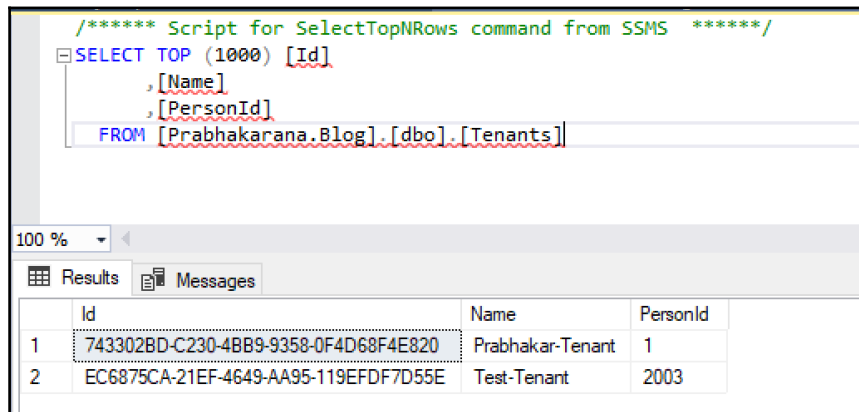 /****** Script for SelectTopNRows command from SSMS  ******/
SELECT TOP (1000) [Id]
,[Name]
,[PersonId]
FROM [Prabhakarana.Blog].[dbo].[Tenants]
100 %
Results Messages
Id Name PersonId
1 743302BD-C230-4BB9-9358-0F4D68F4E820 Prabhakar-Tenant 1
2 EC6875CA-21EF-4649-AA95-119EFDF7D55E Test-Tenant 2003